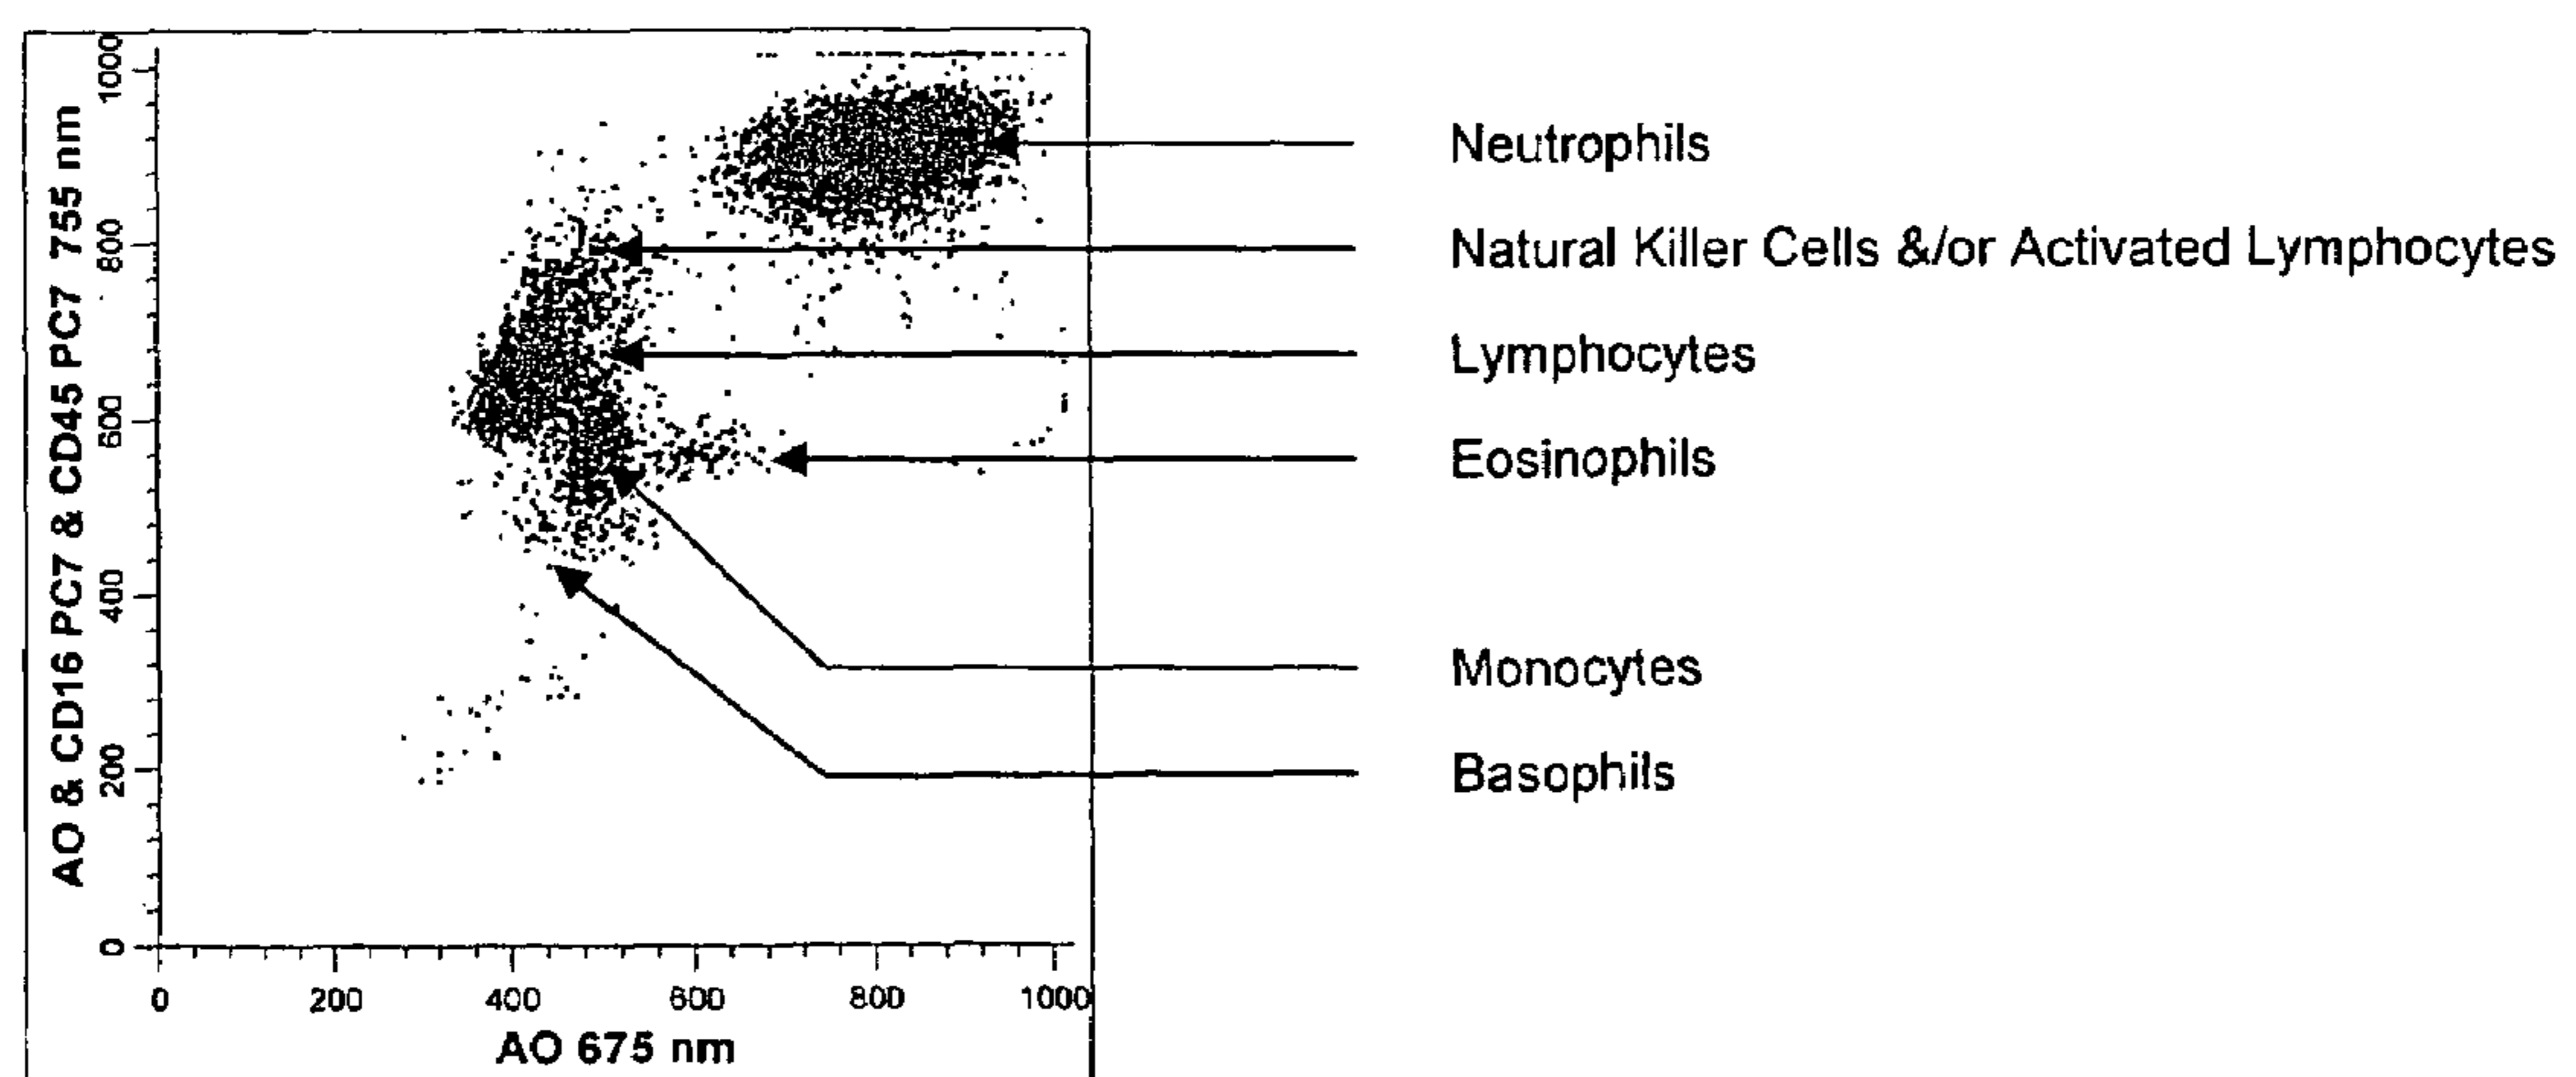 AO & CD16 PC7 & CD45 PC7 755 nm
1000
800
600
400
200
0
0 200 400 600 800 1000
AO 675 nm
Neutrophils
Natural Killer Cells &/or Activated Lymphocytes
Lymphocytes
Eosinophils
Monocytes
Basophils